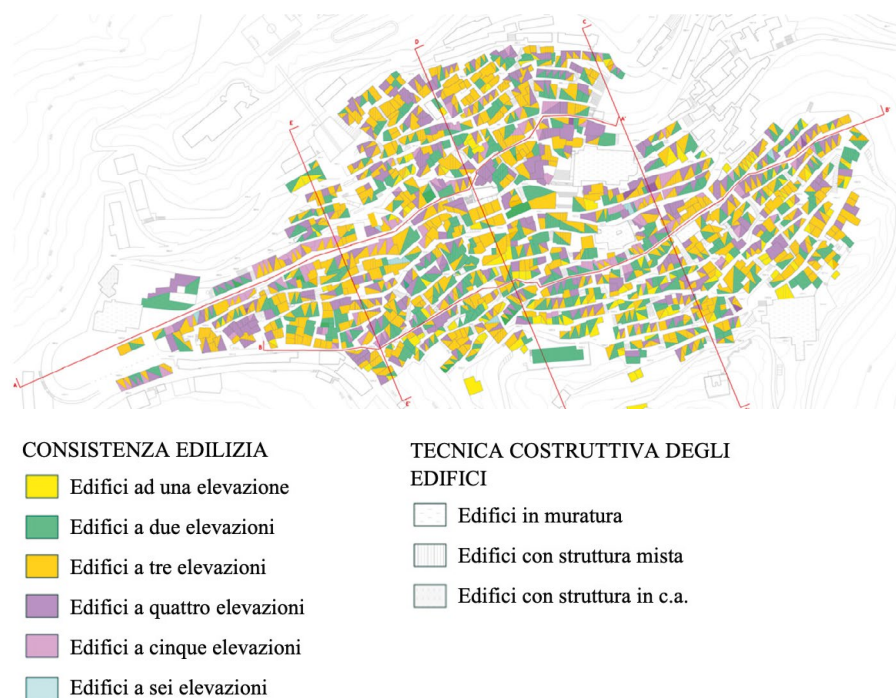 D
C
E
A'
B'
B
A
E'
CONSISTENZA EDILIZIA
Edifici ad una elevazione
Edifici a due elevazioni
Edifici a tre elevazioni
Edifici a quattro elevazioni
Edifici a cinque elevazioni
Edifici a sei elevazioni
TECNICA COSTRUTTIVA DEGLI
EDIFICI
Edifici in muratura
Edifici con struttura mista
Edifici con struttura in c.a.